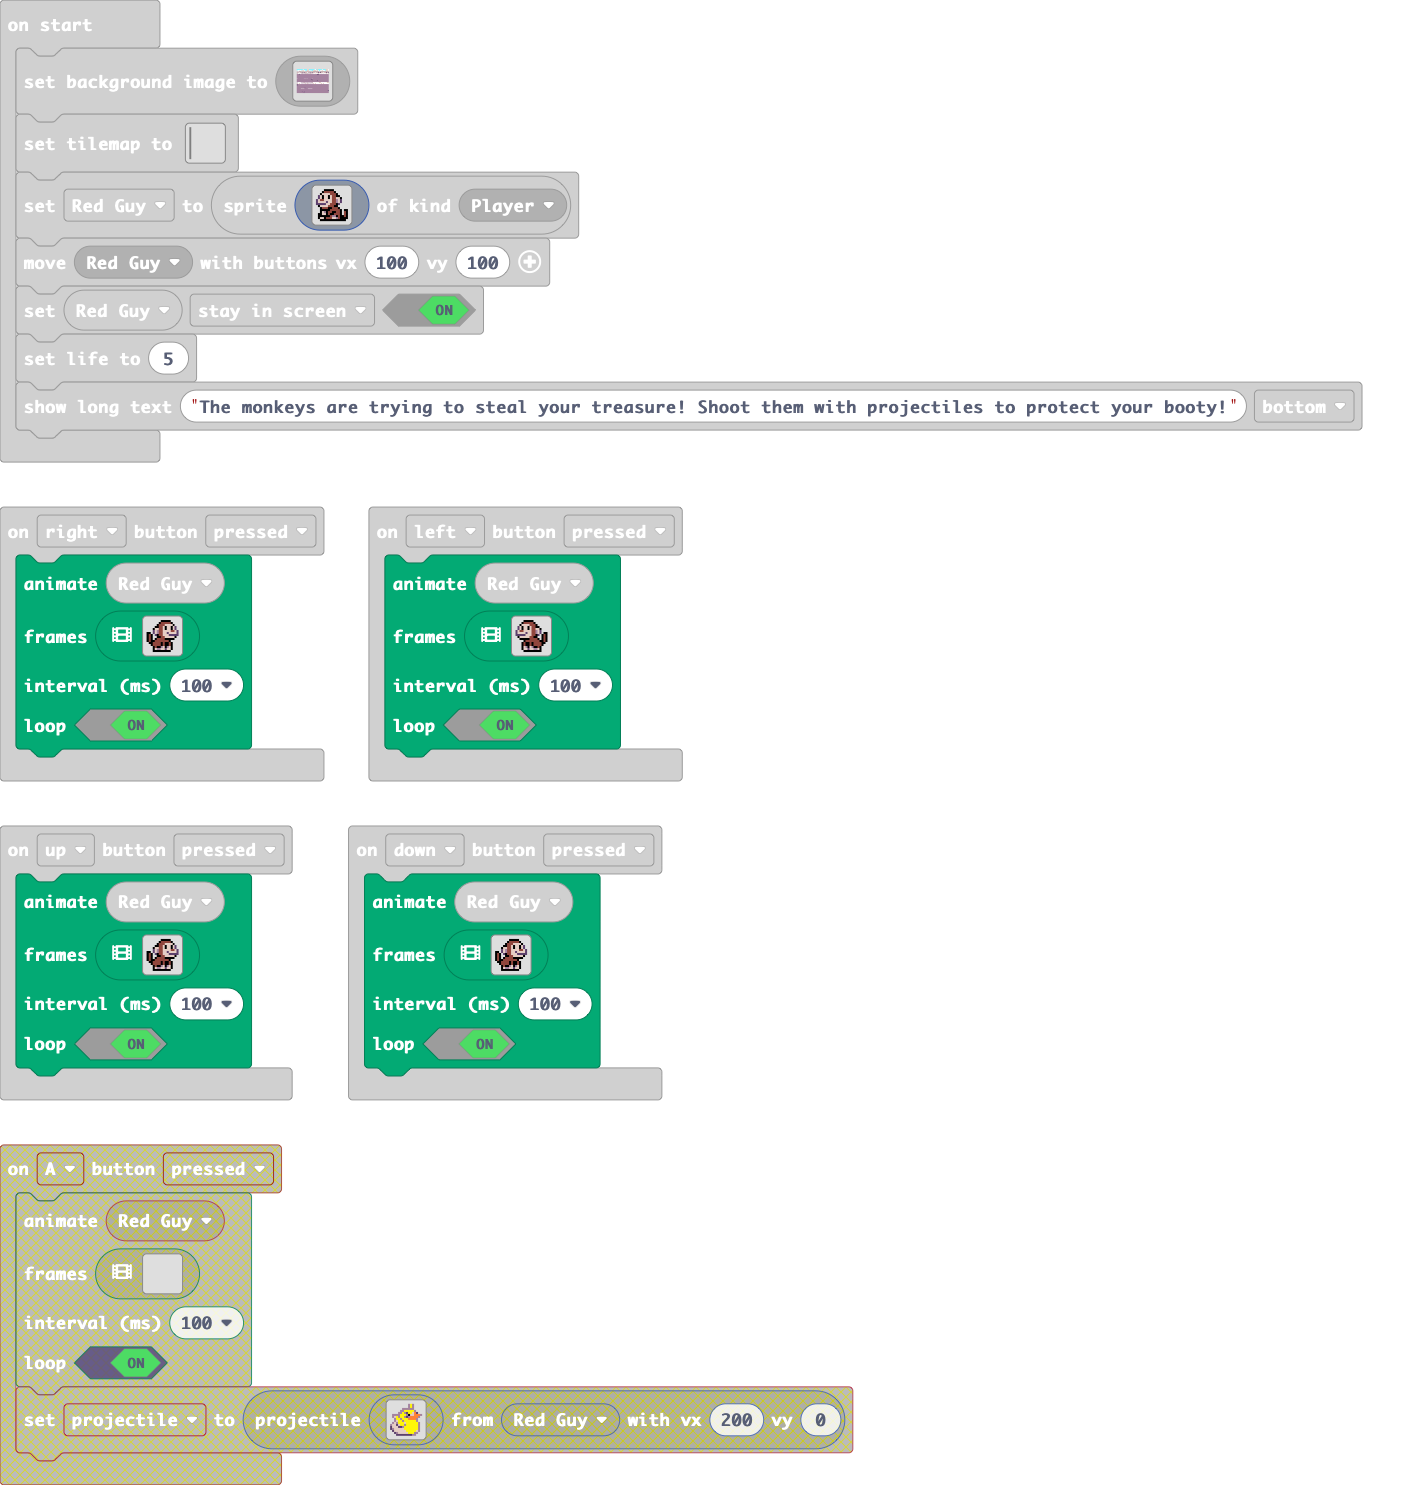 on start
set background image to
set tilemap to
set Red Guy to sprite of kind Player
move Red Guy with buttons vx 100 vy 100
set Red Guy stay in screen ON
set life to 5
show long text "The monkeys are trying to steal your treasure! Shoot them with projectiles to protect your booty!" bottom
on right button pressed
animate Red Guy
frames
interval (ms) 100
loop ON
on left button pressed
animate Red Guy
frames
interval (ms) 100
loop ON
on up button pressed
animate Red Guy
frames
interval (ms) 100
loop ON
on down button pressed
animate Red Guy
frames
interval (ms) 100
loop ON
on A button pressed
animate Red Guy
frames
interval (ms) 100
loop ON
set projectile to projectile from Red Guy with vx 200 vy 0